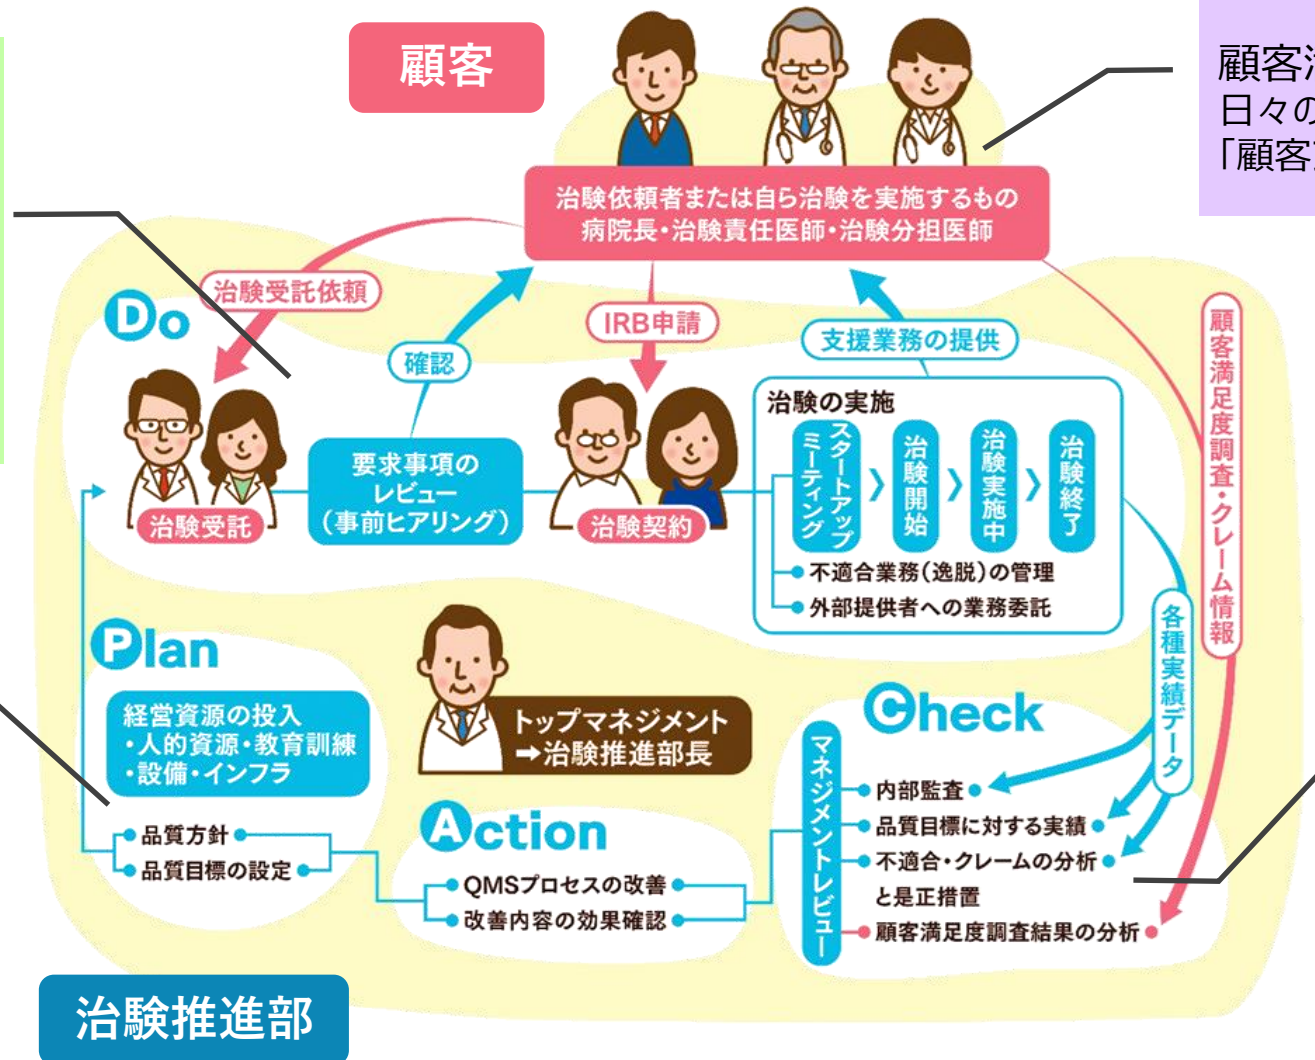 顧客
顧客
日々の
「顧客
治験依頼者または自ら治験を実施するもの
病院長・治験責任医師・治験分担医師
治験受託依頼
Do
確認
IRB申請
支援業務の提供
顧客満足度調査・クレーム情報
治験受託
要求事項の
レビュー
(事前ヒアリング)
治験契約
治験の実施
スタートアップ
ミーティング
治験開始
治験実施中
治験終了
不適合業務(逸脱)の管理
外部提供者への業務委託
各種実績データ
Plan
経営資源の投入
・人的資源・教育訓練
・設備・インフラ
品質方針
品質目標の設定
トップマネジメント
➡治験推進部長
Action
QMSプロセスの改善
改善内容の効果確認
Check
マネジメントレビュー
内部監査
品質目標に対する実績
不適合・クレームの分析
と是正措置
顧客満足度調査結果の分析
治験推進部